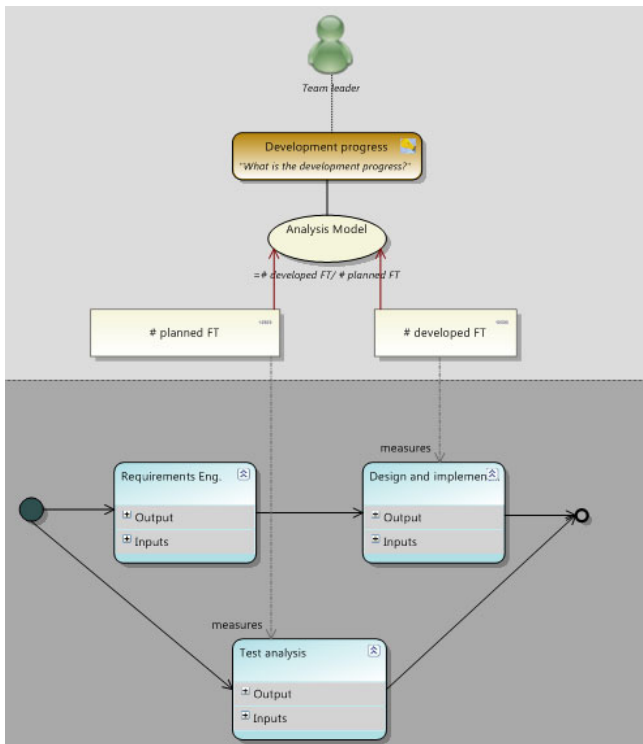 Team leader
Development progress
"What is the development progress?"
Analysis Model
=# developed FT/ # planned FT
# planned FT
# developed FT
measures
Requirements Eng.
Output
Inputs
Design and implemen
Output
Inputs
measures
Test analysis
Output
Inputs